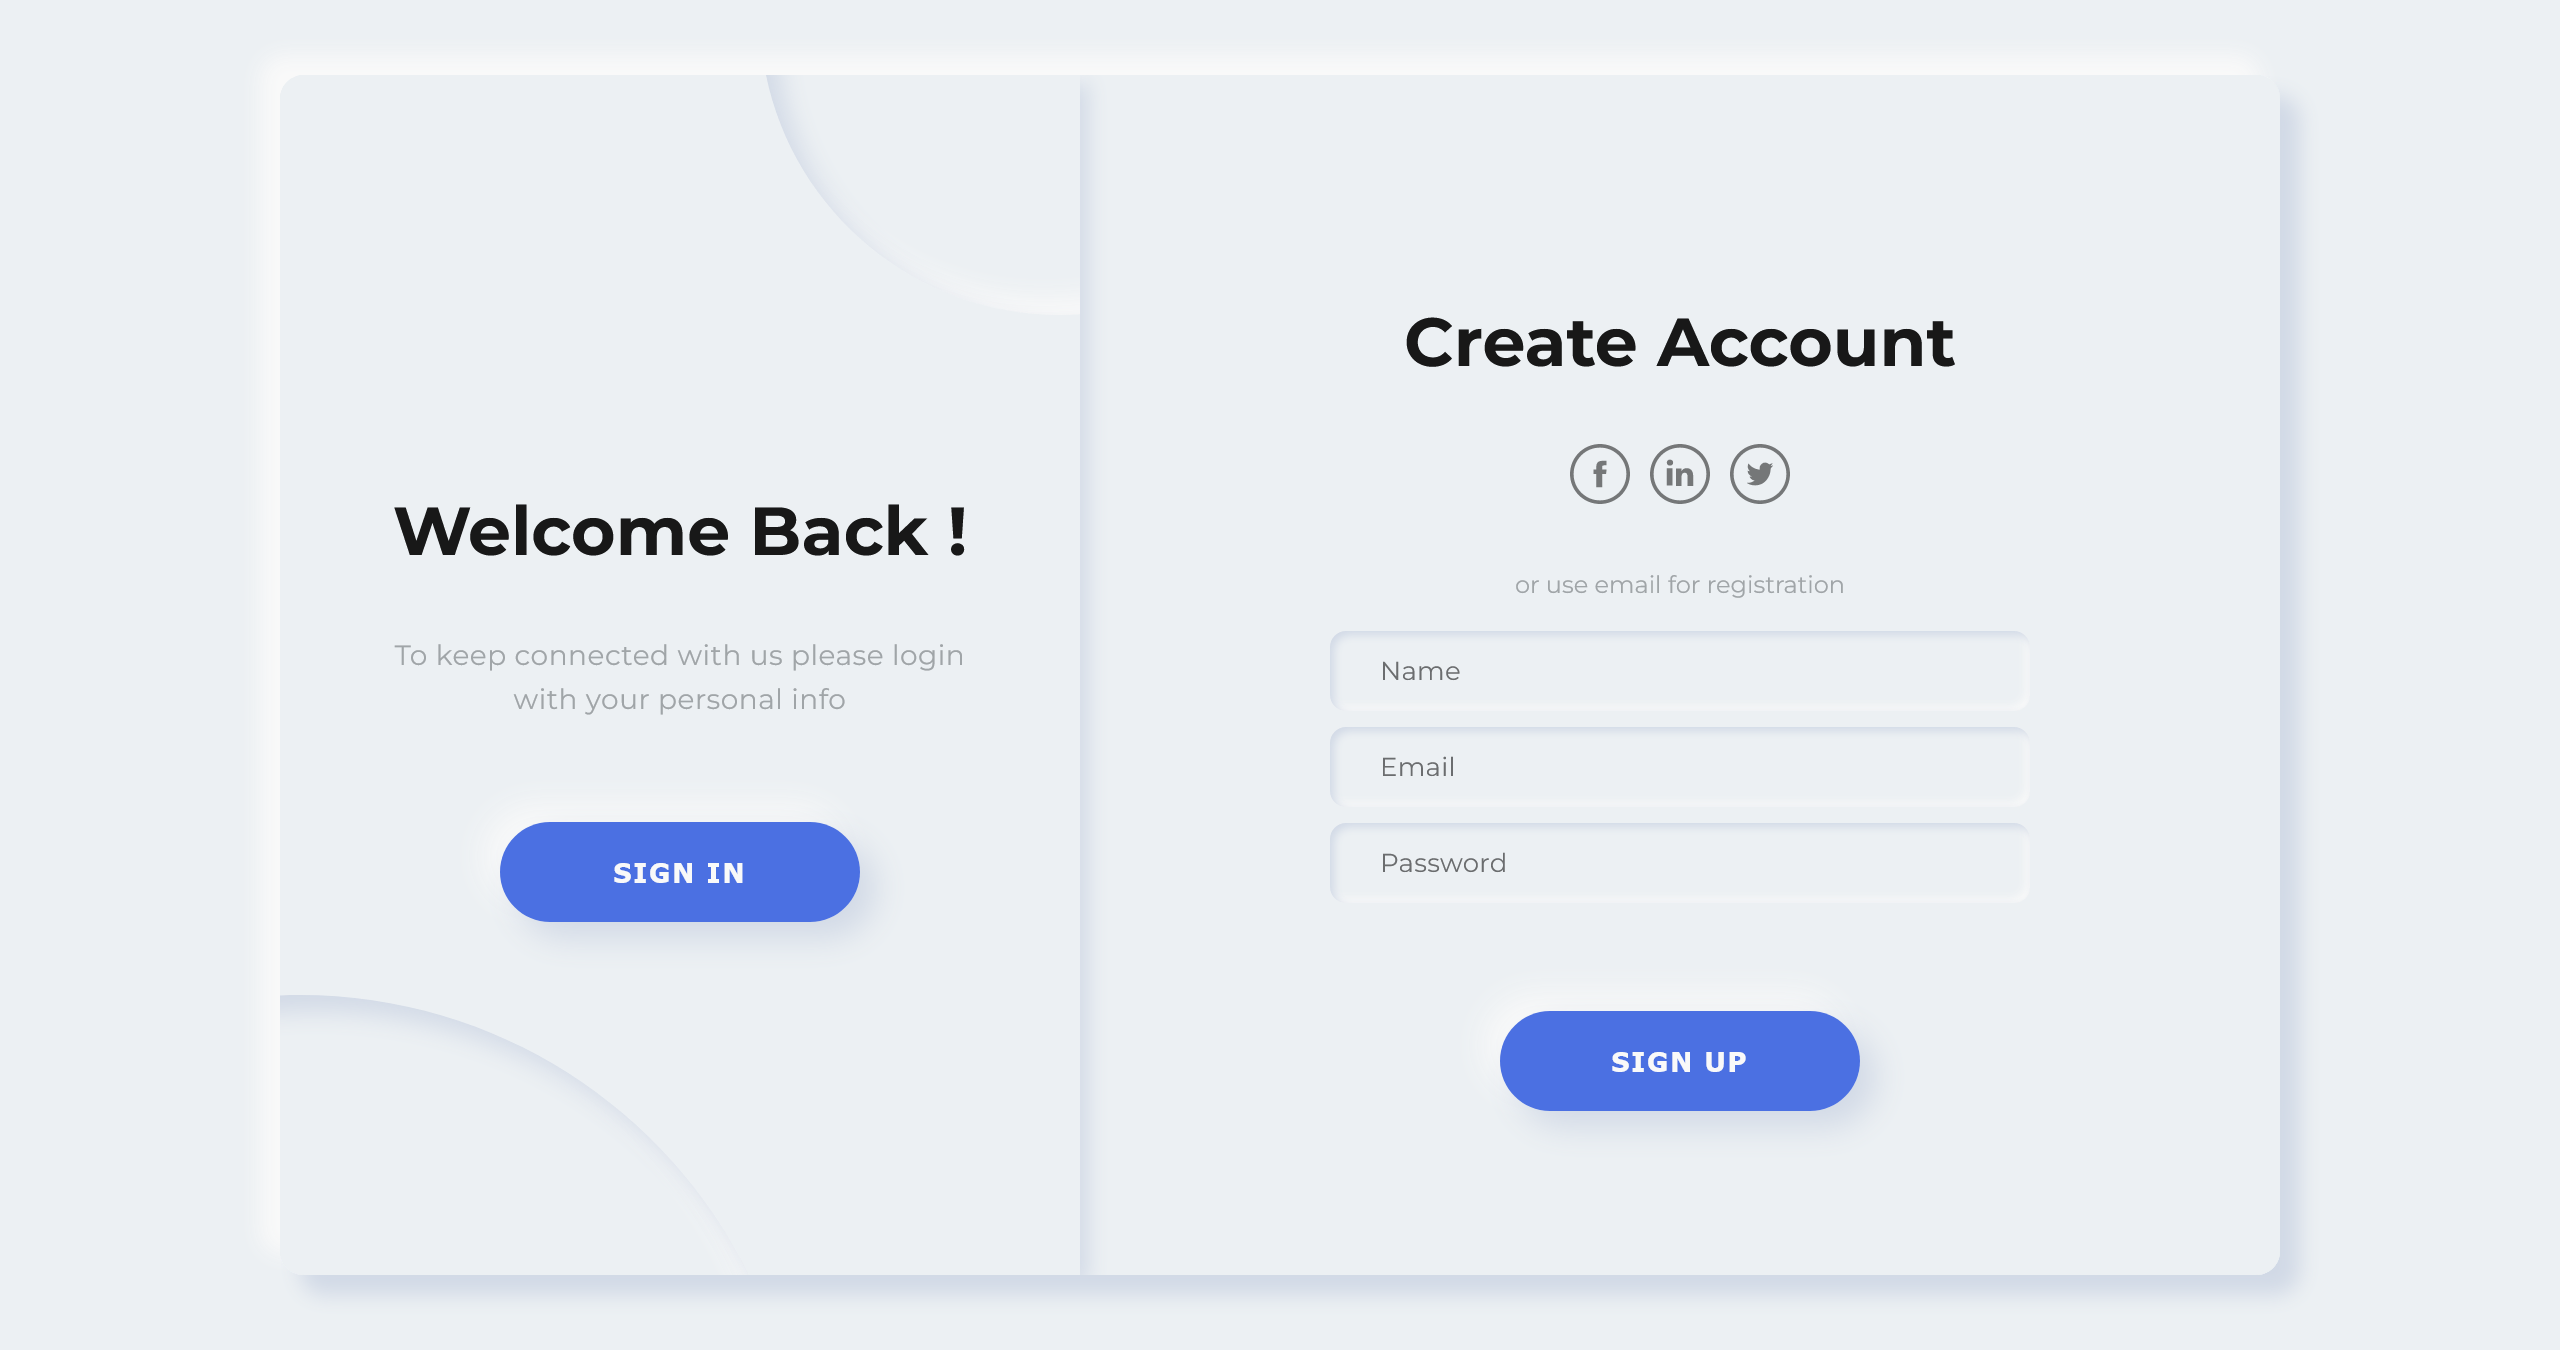 Welcome Back !
To keep connected with us please login
with your personal info
SIGN IN
Create Account
f
in
or use email for registration
Name
Email
Password
SIGN UP